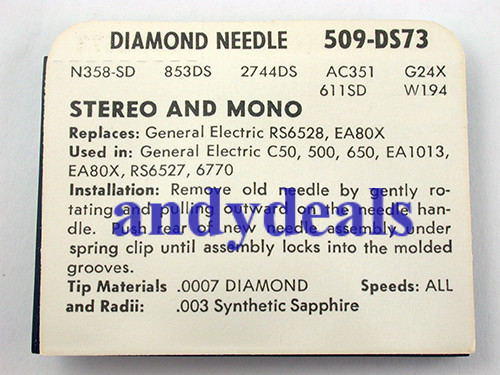 DIAMOND NEEDLE 509-DS73
N358-SD 853DS 2744DS AC351 G24X
611SD W194
STEREO AND MONO
Replaces: General Electric RS6528, EA80X
Used in: General Electric C50, 500, 650, EA1013,
EA80X, RS6527, 6770
Installation: Remove old needle by gently ro-
tating and pulling outward on the needle han-
andydeals
dle. Push rear of new needle assembly under
spring clip until assembly locks into the molded
grooves.
Tip Materials .0007 DIAMOND Speeds: ALL
and Radii: .003 Synthetic Sapphire